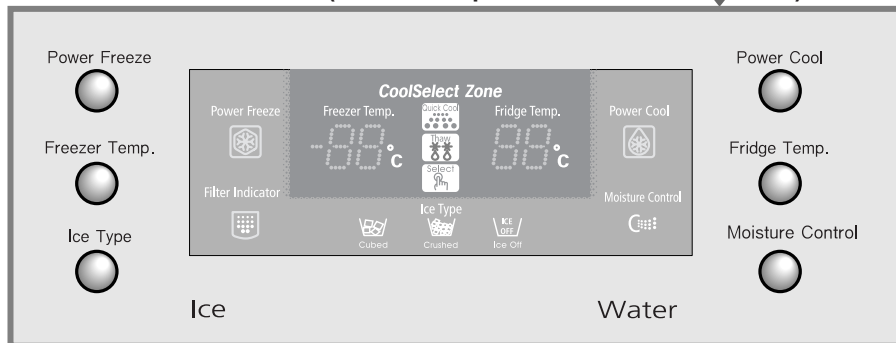 Power Freeze
Freezer Temp.
Ice Type
CoolSelect Zone
Power Freeze
Freezer Temp.
-88°C
Quick Cool
Thaw
Select
Fridge Temp.
88°C
Power Cool
Filter Indicator
Moisture Control
Ice Type
Cubed
Crushed
ICE
OFF
Ice Off
Power Cool
Fridge Temp.
Moisture Control
Ice
Water